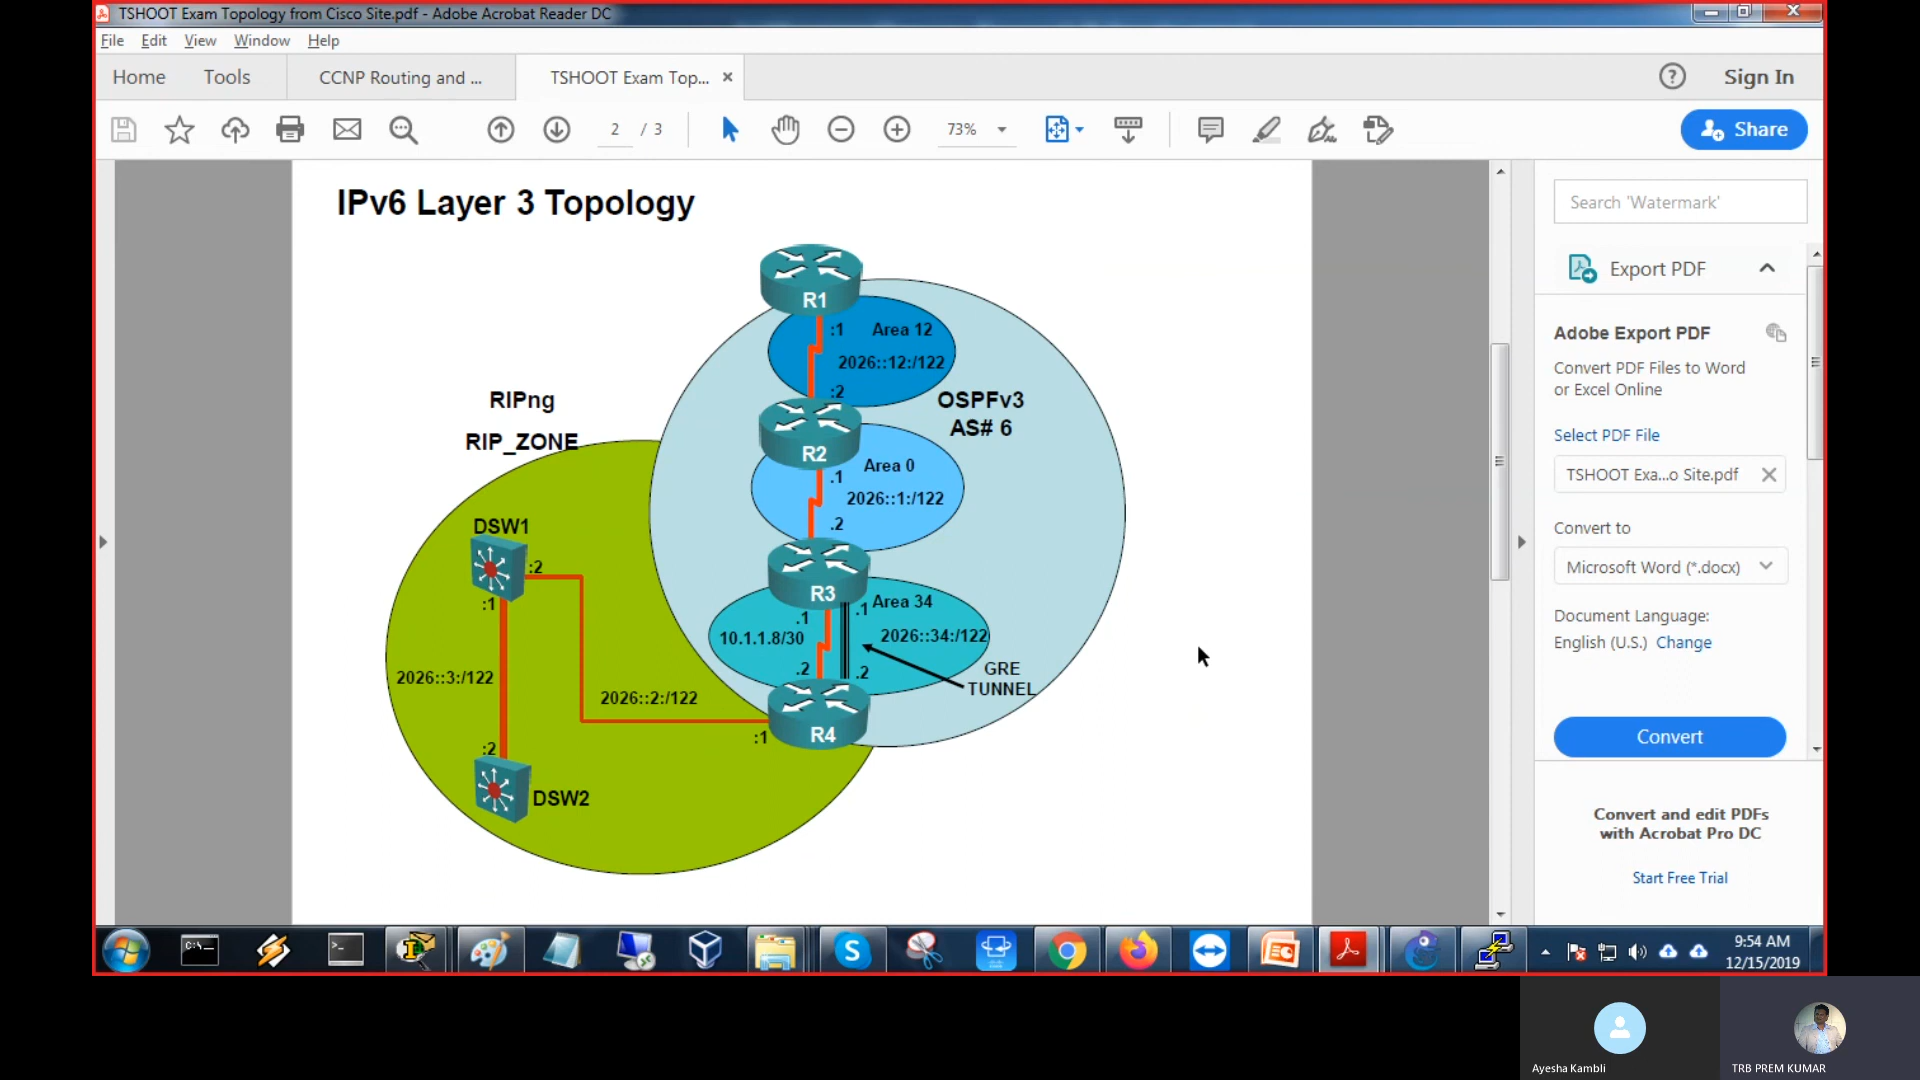 TSHOOT Exam Topology from Cisco Site.pdf - Adobe Acrobat Reader DC
File Edit View Window Help
Home Tools CCNP Routing and ... TSHOOT Exam Top... × ? Sign In
2 / 3 73% Share
IPv6 Layer 3 Topology
R1
:1 Area 12
2026::12:/122
:2
OSPFv3
AS# 6
RIPng
RIP_ZONE
R2
.1 Area 0
2026::1:/122
.2
DSW1
:2
:1
R3
.1 .1 Area 34
10.1.1.8/30 2026::34:/122
.2 .2
GRE
TUNNEL
2026::3:/122
2026::2:/122
:1
R4
:2
DSW2
Search 'Watermark'
Export PDF
Adobe Export PDF
Convert PDF Files to Word
or Excel Online
Select PDF File
TSHOOT Exa...o Site.pdf
Convert to
Microsoft Word (*.docx)
Document Language:
English (U.S.) Change
Convert
Convert and edit PDFs
with Acrobat Pro DC
Start Free Trial
9:54 AM
12/15/2019
Ayesha Kambli
TRB PREM KUMAR